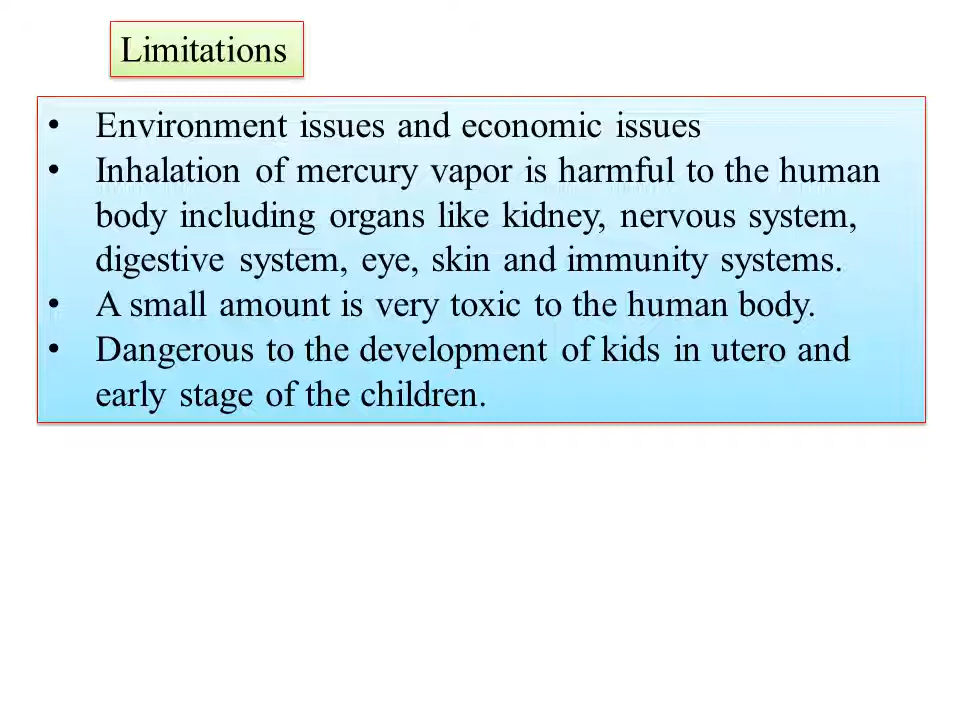 Limitations
• Environment issues and economic issues
• Inhalation of mercury vapor is harmful to the human
body including organs like kidney, nervous system,
digestive system, eye, skin and immunity systems.
• A small amount is very toxic to the human body.
• Dangerous to the development of kids in utero and
early stage of the children.